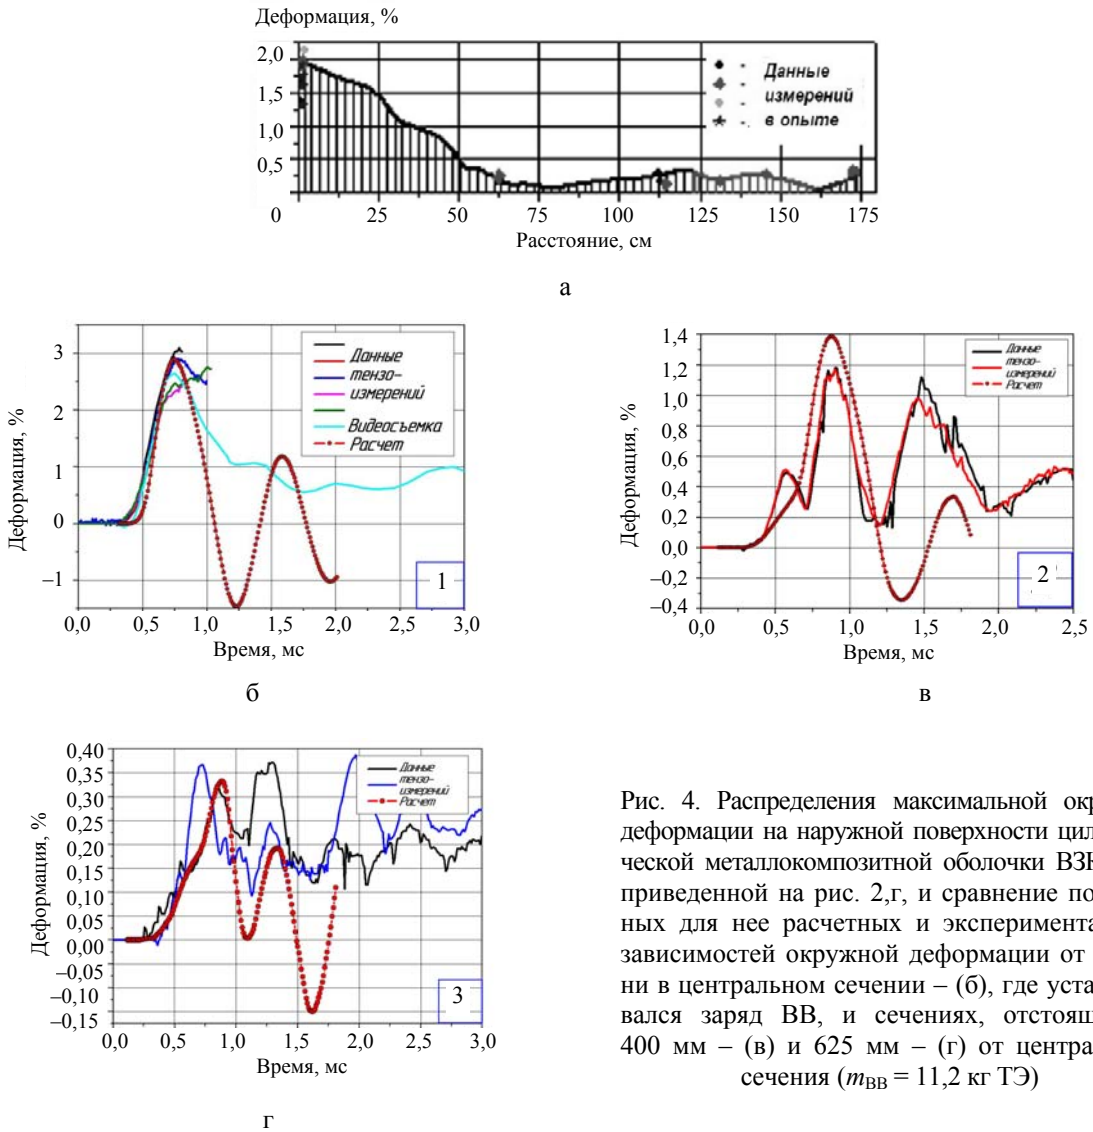 Деформация, %
2,0
1,5
1,0
0,5
0
25
50
75
100
125
150
175
Данные
измерений
в опыте
Расстояние, см
а
Деформация, %
3
2
1
0
–1
0,0
0,5
1,0
1,5
2,0
2,5
3,0
Данные
тензо-
измерений
Видеосъемка
Расчет
1
Время, мс
б
Деформация, %
1,4
1,2
1,0
0,8
0,6
0,4
0,2
0,0
–0,2
–0,4
0,0
0,5
1,0
1,5
2,0
2,5
Данные
тензо-
измерений
Расчет
2
Время, мс
в
Деформация, %
0,40
0,35
0,30
0,25
0,20
0,15
0,10
0,05
0,00
–0,05
–0,10
–0,15
0,0
0,5
1,0
1,5
2,0
2,5
3,0
Данные
тензо-
измерений
Расчет
3
Время, мс
г
Рис. 4. Распределения максимальной окр
деформации на наружной поверхности цил
ческой металлокомпозитной оболочки ВЗ
приведенной на рис. 2,г, и сравнение по
ных для нее расчетных и эксперимента
зависимостей окружной деформации от
ни в центральном сечении – (б), где уста
вался заряд ВВ, и сечениях, отстоящ
400 мм – (в) и 625 мм – (г) от центра
сечения (mВВ = 11,2 кг ТЭ)